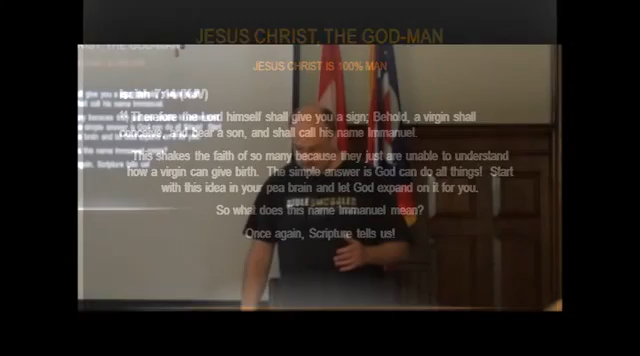 JESUS CHRIST, THE GOD-MAN
JESUS CHRIST IS 100% MAN
Isaiah 7:14 (KJV)
14 Therefore the Lord himself shall give you a sign; Behold, a virgin shall
conceive, and bear a son, and shall call his name Immanuel.
This shakes the faith of so many because they just are unable to understand
how a virgin can give birth. The simple answer is God can do all things! Start
with this idea in your pea brain and let God expand on it for you.
So what does this name Immanuel mean?
Once again, Scripture tells us!